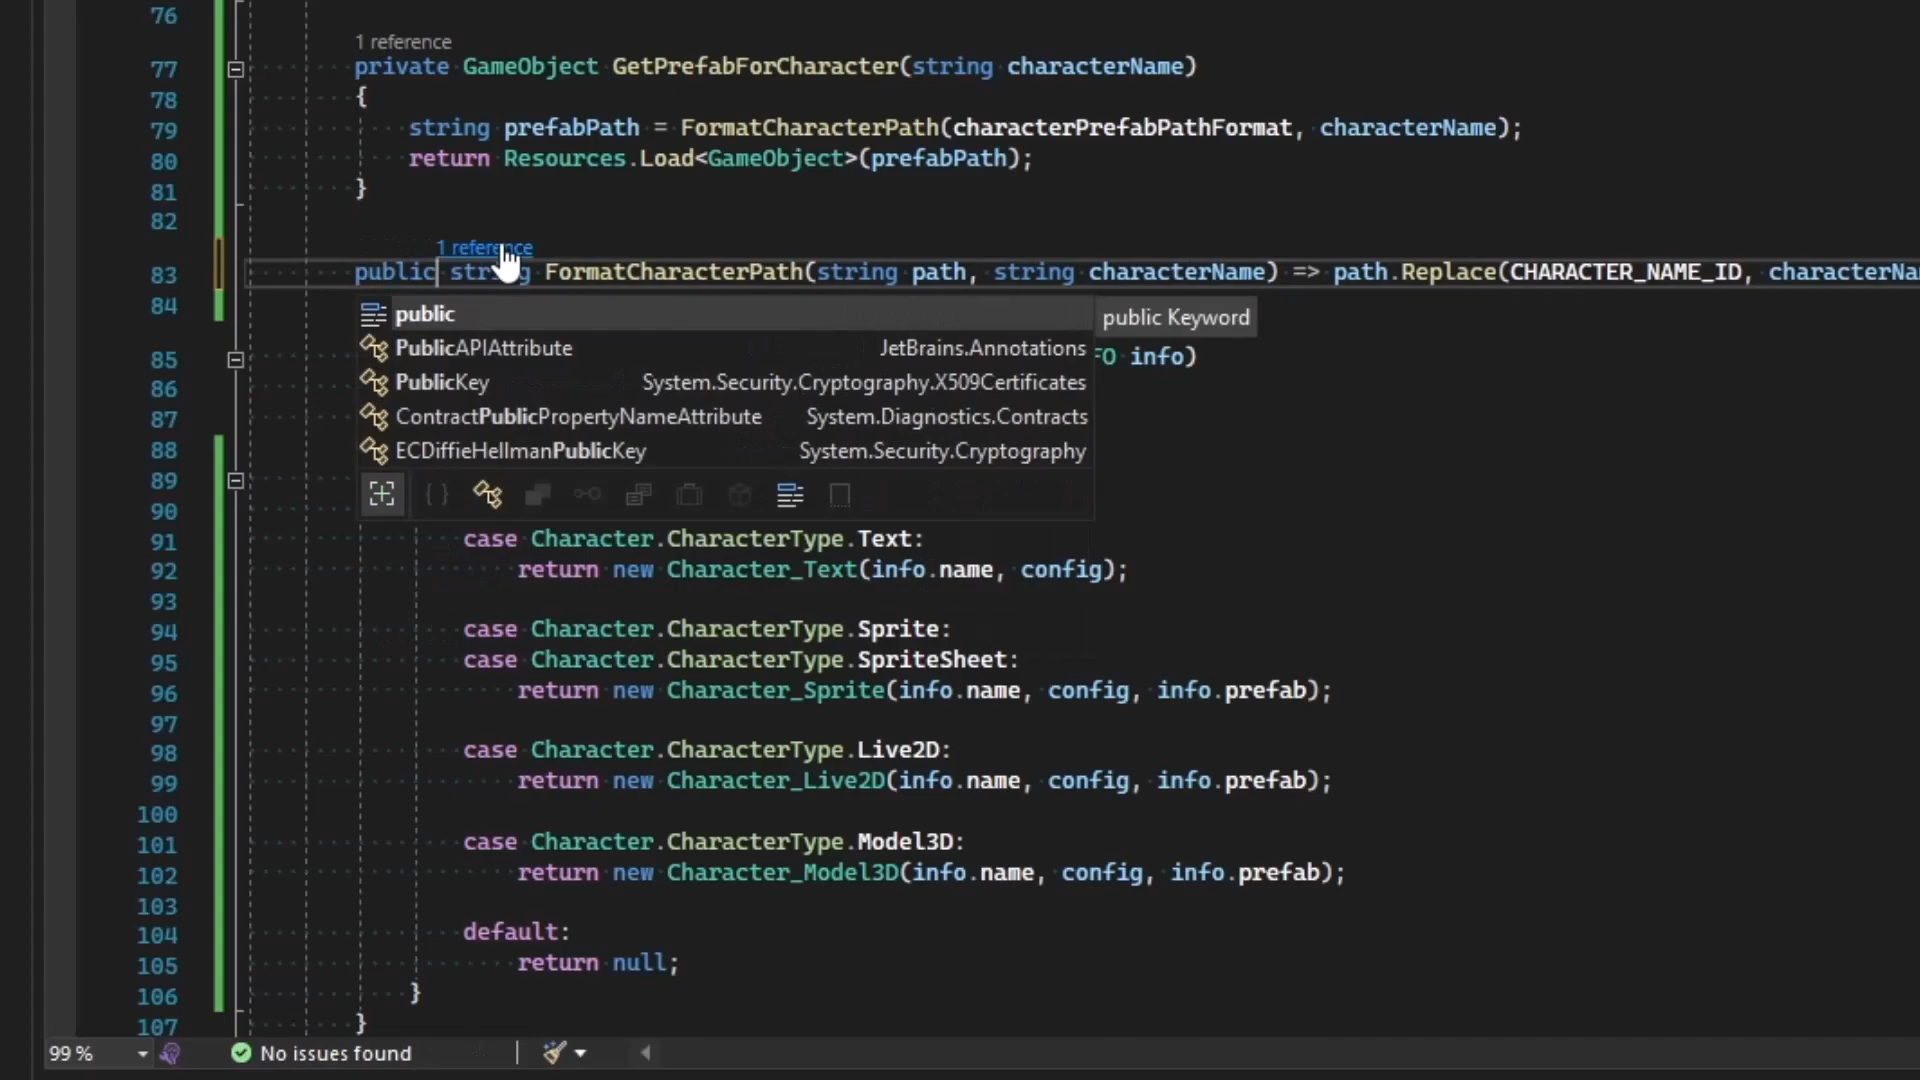 76
1 reference
77 private GameObject GetPrefabForCharacter(string characterName)
78 {
79 string prefabPath = FormatCharacterPath(characterPrefabPathFormat, characterName);
80 return Resources.Load<GameObject>(prefabPath);
81 }
82
1 reference
83 public string FormatCharacterPath(string path, string characterName) => path.Replace(CHARACTER_NAME_ID, characterNa
84
public public Keyword
PublicAPIAttribute JetBrains.Annotations
85 info)
PublicKey System.Security.Cryptography.X509Certificates
86
87
ContractPublicPropertyNameAttribute System.Diagnostics.Contracts
88
ECDiffieHellmanPublicKey System.Security.Cryptography
89
90
91 case Character.CharacterType.Text:
92 return new Character_Text(info.name, config);
93
94 case Character.CharacterType.Sprite:
95 case Character.CharacterType.SpriteSheet:
96 return new Character_Sprite(info.name, config, info.prefab);
97
98 case Character.CharacterType.Live2D:
99 return new Character_Live2D(info.name, config, info.prefab);
100
101 case Character.CharacterType.Model3D:
102 return new Character_Model3D(info.name, config, info.prefab);
103
104 default:
105 return null;
106 }
107 }
99 % No issues found